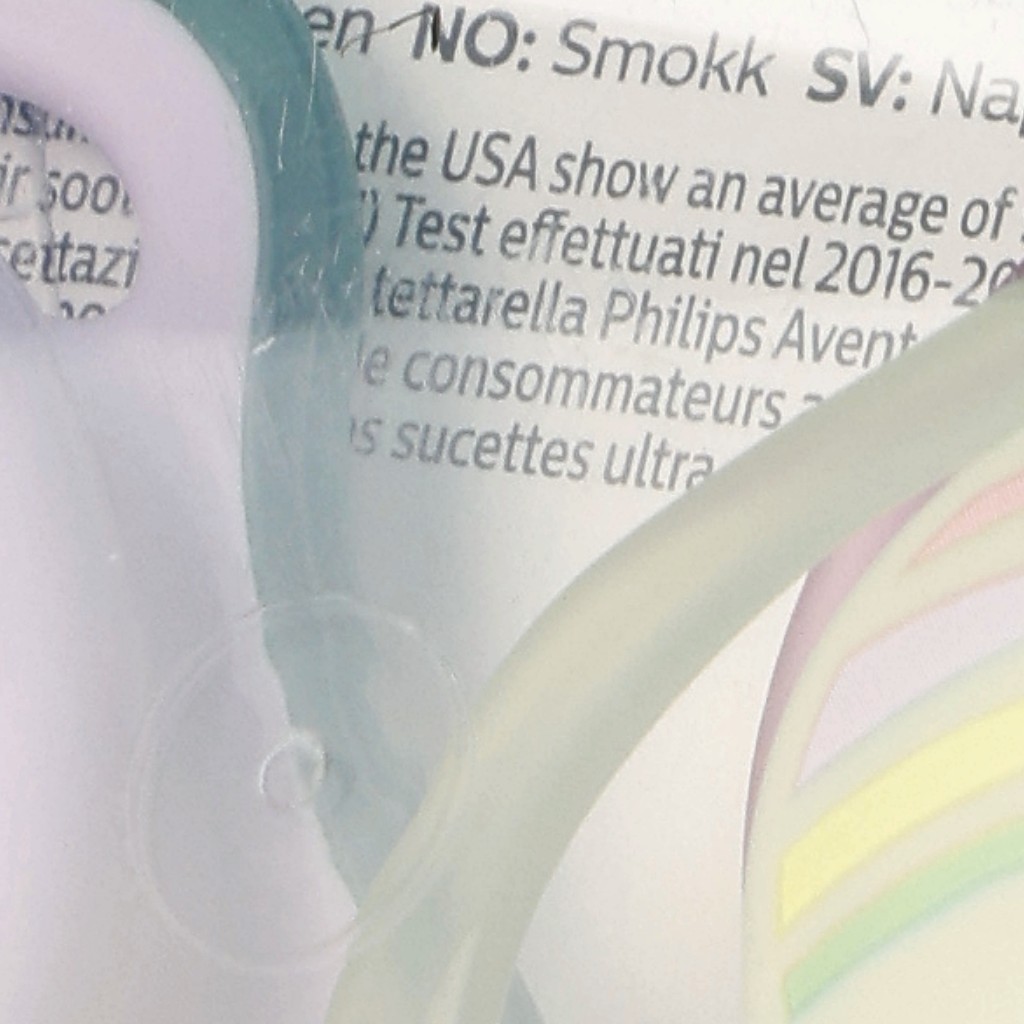 NO: Smokk SV:
the USA show an average of
Test effettuati nel 2016-20
tettarella Philips Avent
consommateurs
sucettes ultra